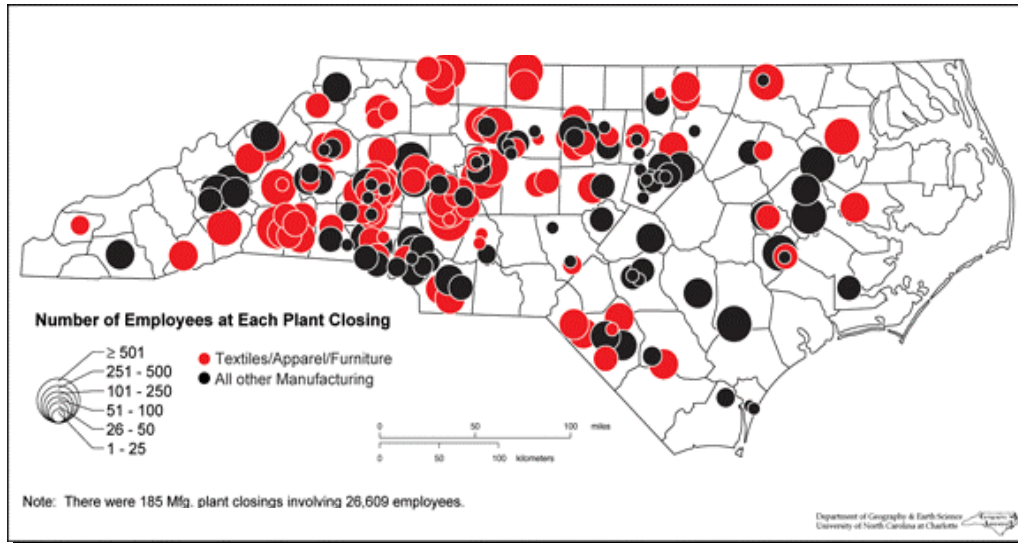 Number of Employees at Each Plant Closing
≥ 501
251 - 500
101 - 250
51 - 100
26 - 50
1 - 25
Textiles/Apparel/Furniture
All other Manufacturing
0 50 100 miles
0 50 100 kilometers
Note: There were 185 Mfg. plant closings involving 26,609 employees.
Department of Geography & Earth Science
University of North Carolina at Charlotte